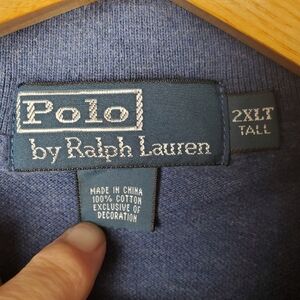 Polo
by Ralph Lauren
2XLT
TALL
MADE IN CHINA
100% COTTON
EXCLUSIVE OF
DECORATION